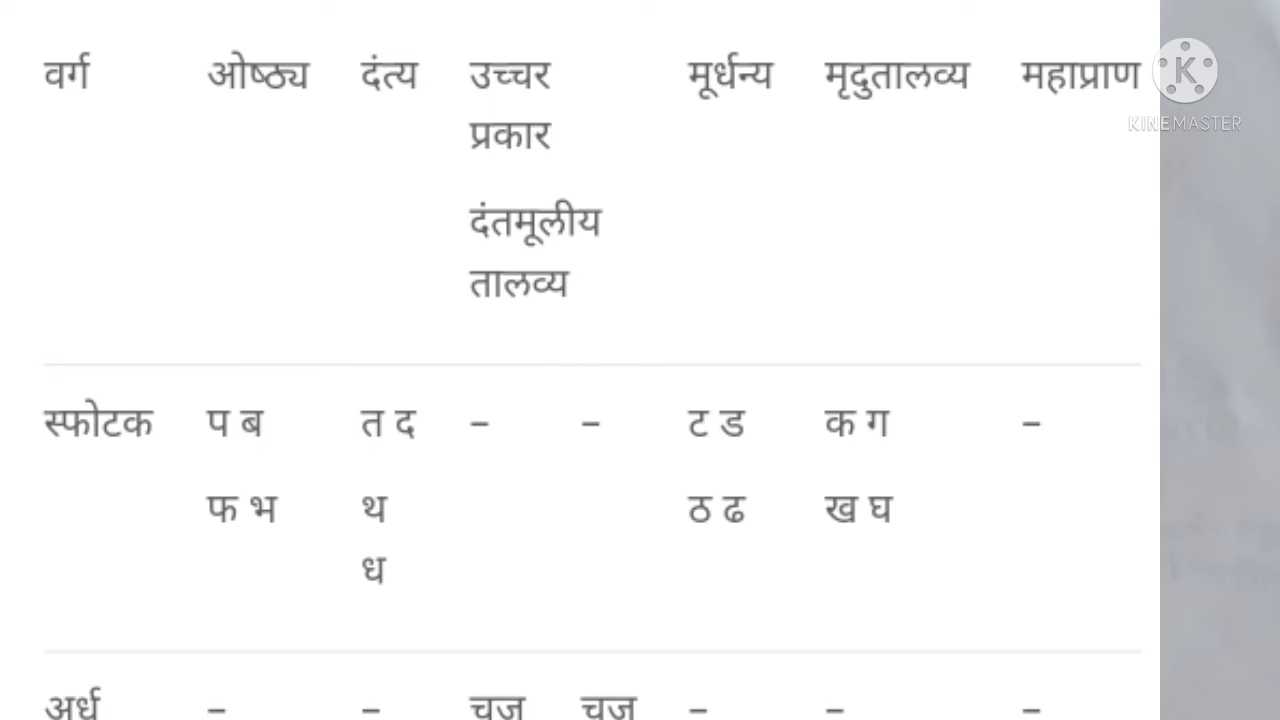 वर्ग ओष्ठ्य दंत्य उच्चर मूर्धन्य मृदुतालव्य महाप्राण
प्रकार
दंतमूलीय
तालव्य
स्फोटक प ब त द – – ट ड क ग –
फ भ थ ठ ढ ख घ
ध
अर्ध – – चज चज – – –
KINEMASTER